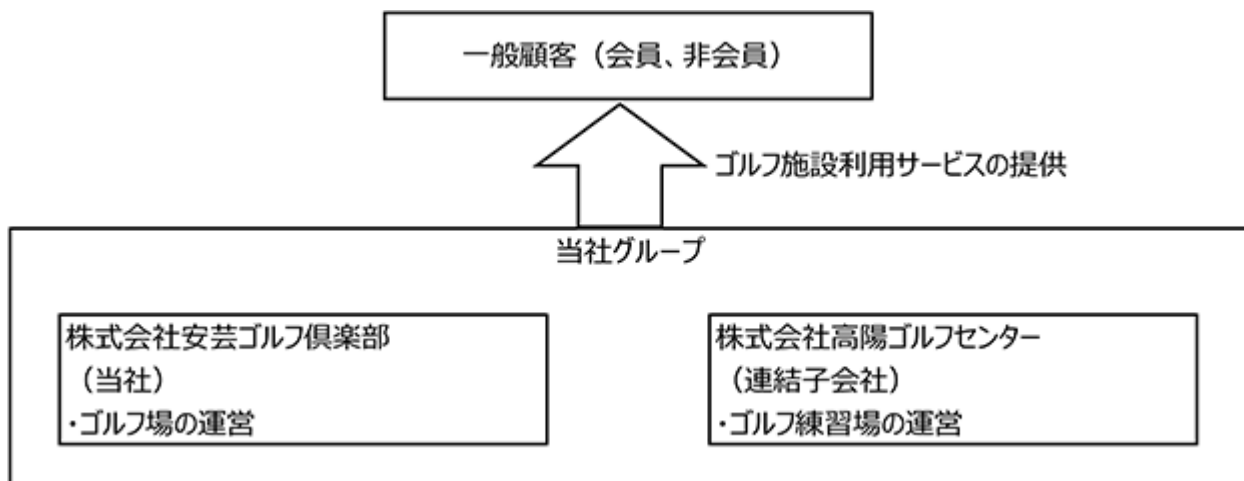 一般顧客（会員、非会員）
ゴルフ施設利用サービスの提供
当社グループ
株式会社安芸ゴルフ倶楽部
（当社）
・ゴルフ場の運営
株式会社高陽ゴルフセンター
（連結子会社）
・ゴルフ練習場の運営